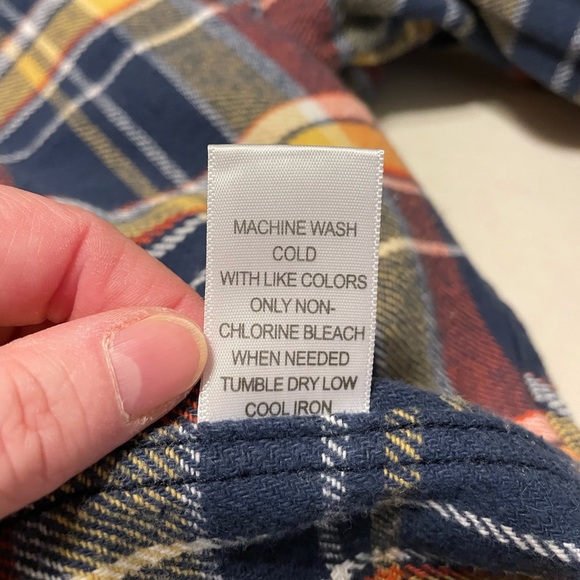 MACHINE WASH
COLD
WITH LIKE COLORS
ONLY NON-
CHLORINE BLEACH
WHEN NEEDED
TUMBLE DRY LOW
COOL IRON